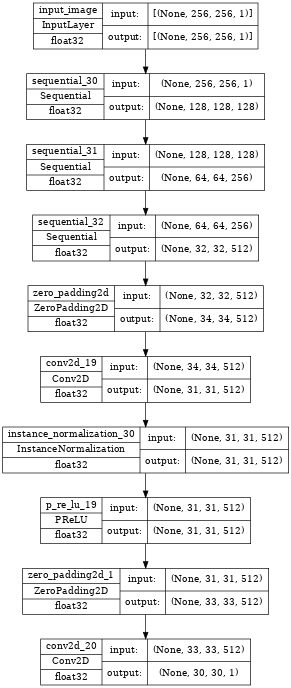 input_image input: [(None, 256, 256, 1)]
InputLayer
float32 output: [(None, 256, 256, 1)]
sequential_30 input: (None, 256, 256, 1)
Sequential
float32 output: (None, 128, 128, 128)
sequential_31 input: (None, 128, 128, 128)
Sequential
float32 output: (None, 64, 64, 256)
sequential_32 input: (None, 64, 64, 256)
Sequential
float32 output: (None, 32, 32, 512)
zero_padding2d input: (None, 32, 32, 512)
ZeroPadding2D
float32 output: (None, 34, 34, 512)
conv2d_19 input: (None, 34, 34, 512)
Conv2D
float32 output: (None, 31, 31, 512)
instance_normalization_30 input: (None, 31, 31, 512)
InstanceNormalization
float32 output: (None, 31, 31, 512)
p_re_lu_19 input: (None, 31, 31, 512)
PReLU
float32 output: (None, 31, 31, 512)
zero_padding2d_1 input: (None, 31, 31, 512)
ZeroPadding2D
float32 output: (None, 33, 33, 512)
conv2d_20 input: (None, 33, 33, 512)
Conv2D
float32 output: (None, 30, 30, 1)